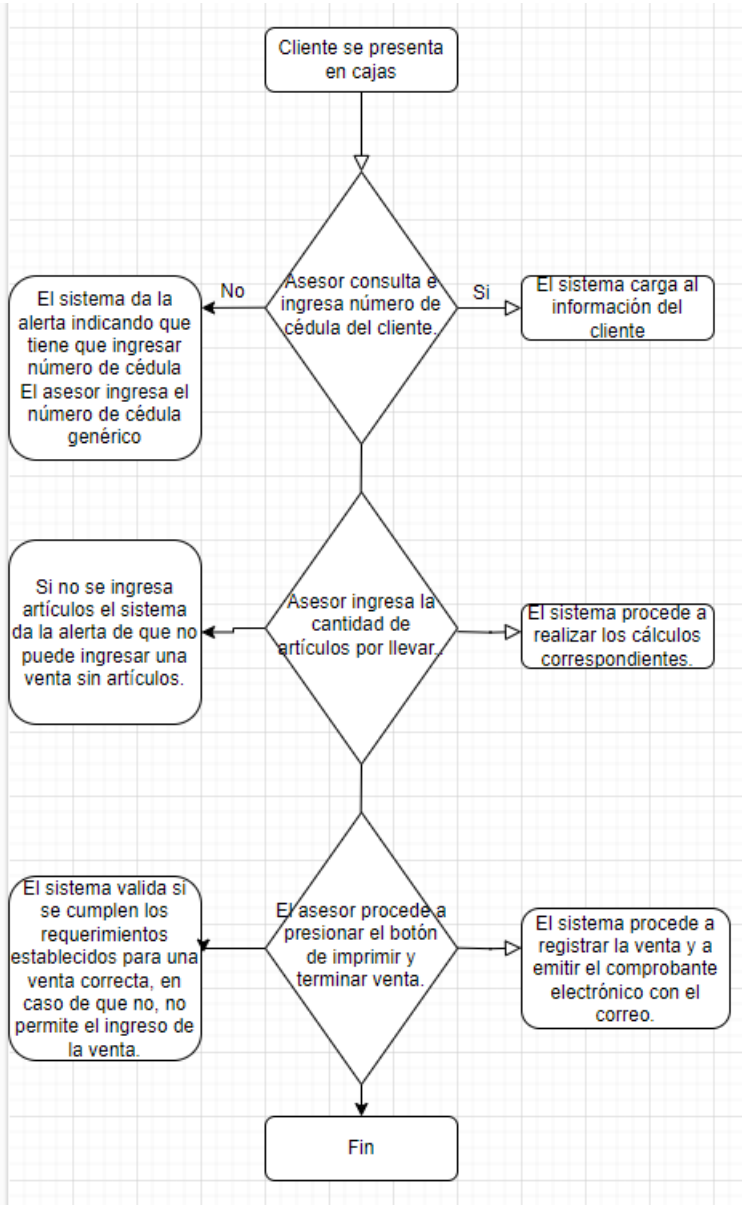 Cliente se presenta
en cajas
Asesor consulta e
ingresa número de
cédula del cliente.
No
Si
El sistema da la
alerta indicando que
tiene que ingresar
número de cédula
El asesor ingresa el
número de cédula
genérico
El sistema carga al
información del
cliente
Asesor ingresa la
cantidad de
artículos por llevar..
Si no se ingresa
artículos el sistema
da la alerta de que no
puede ingresar una
venta sin artículos.
El sistema procede a
realizar los cálculos
correspondientes.
El asesor procede a
presionar el botón
de imprimir y
terminar venta.
El sistema valida si
se cumplen los
requerimientos
establecidos para una
venta correcta, en
caso de que no, no
permite el ingreso de
la venta.
El sistema procede a
registrar la venta y a
emitir el comprobante
electrónico con el
correo.
Fin